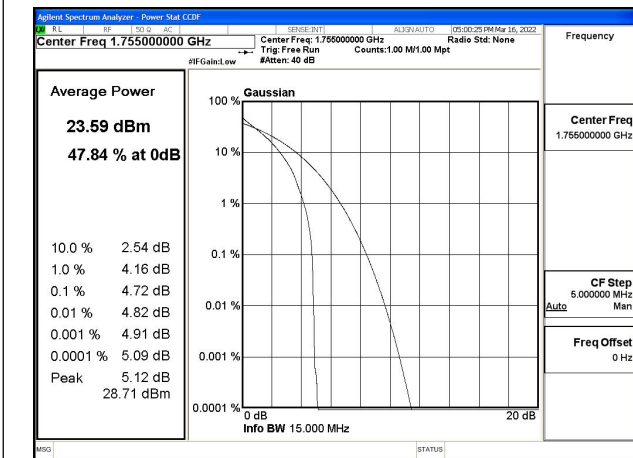 Agilent Spectrum Analyzer - Power Stat CCDF
RL RF 50 Ω AC SENSE:INT ALIGN AUTO 05:00:25 PM Mar 16, 2022
Center Freq 1.755000000 GHz
Center Freq: 1.755000000 GHz Radio Std: None
Trig: Free Run Counts:1.00 M/1.00 Mpt
#IFGain:Low #Atten: 40 dB
Frequency
Average Power
23.59 dBm
47.84 % at 0dB
10.0 % 2.54 dB
1.0 % 4.16 dB
0.1 % 4.72 dB
0.01 % 4.82 dB
0.001 % 4.91 dB
0.0001 % 5.09 dB
Peak 5.12 dB
28.71 dBm
Gaussian
100 %
10 %
1 %
0.1 %
0.01 %
0.001 %
0.0001 %
0 dB 20 dB
Info BW 15.000 MHz
Center Freq
1.755000000 GHz
CF Step
5.000000 MHz
Auto Man
Freq Offset
0 Hz
MSG STATUS